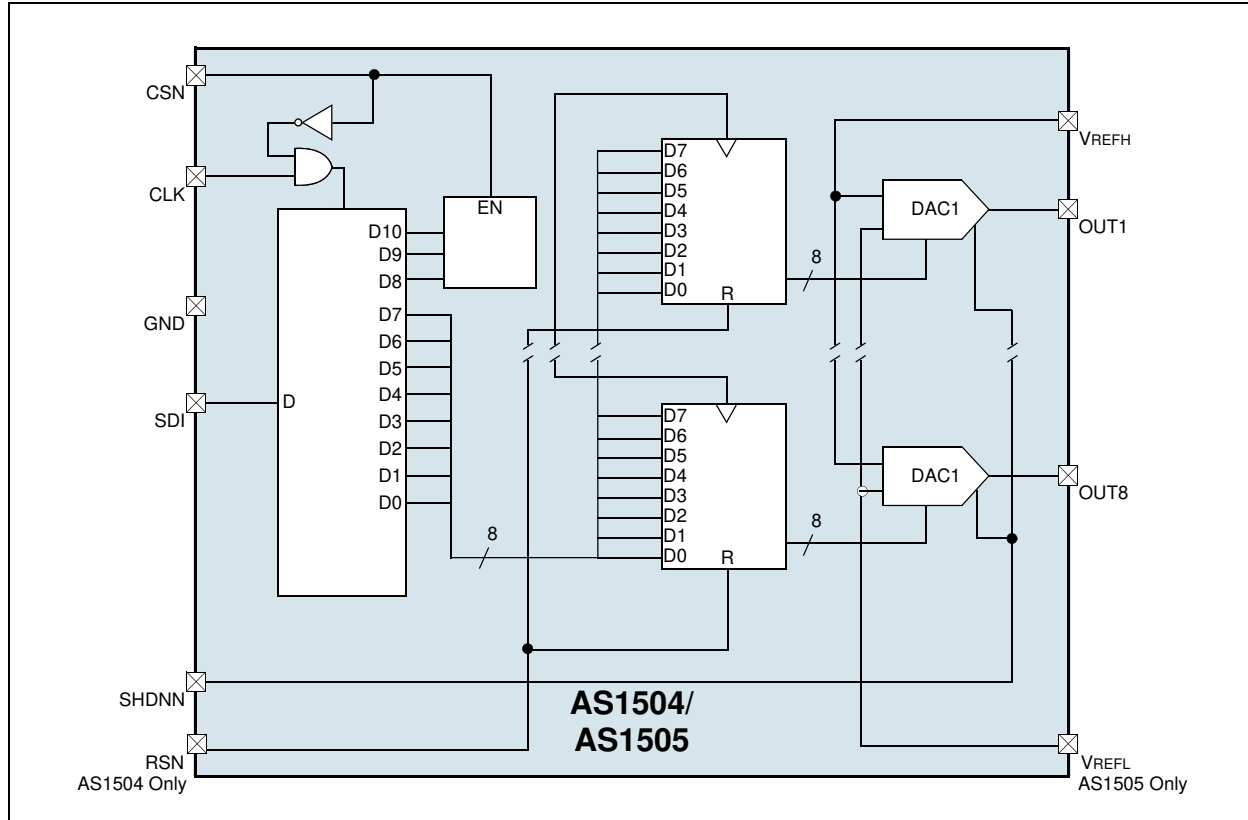 CSN
CLK
GND
SDI
SHDNN
RSN
AS1504 Only
D
D10
D9
D8
D7
D6
D5
D4
D3
D2
D1
D0
EN
8
D7
D6
D5
D4
D3
D2
D1
D0
R
8
D7
D6
D5
D4
D3
D2
D1
D0
R
8
DAC1
DAC1
VREFH
OUT1
OUT8
VREFL
AS1505 Only
AS1504/
AS1505